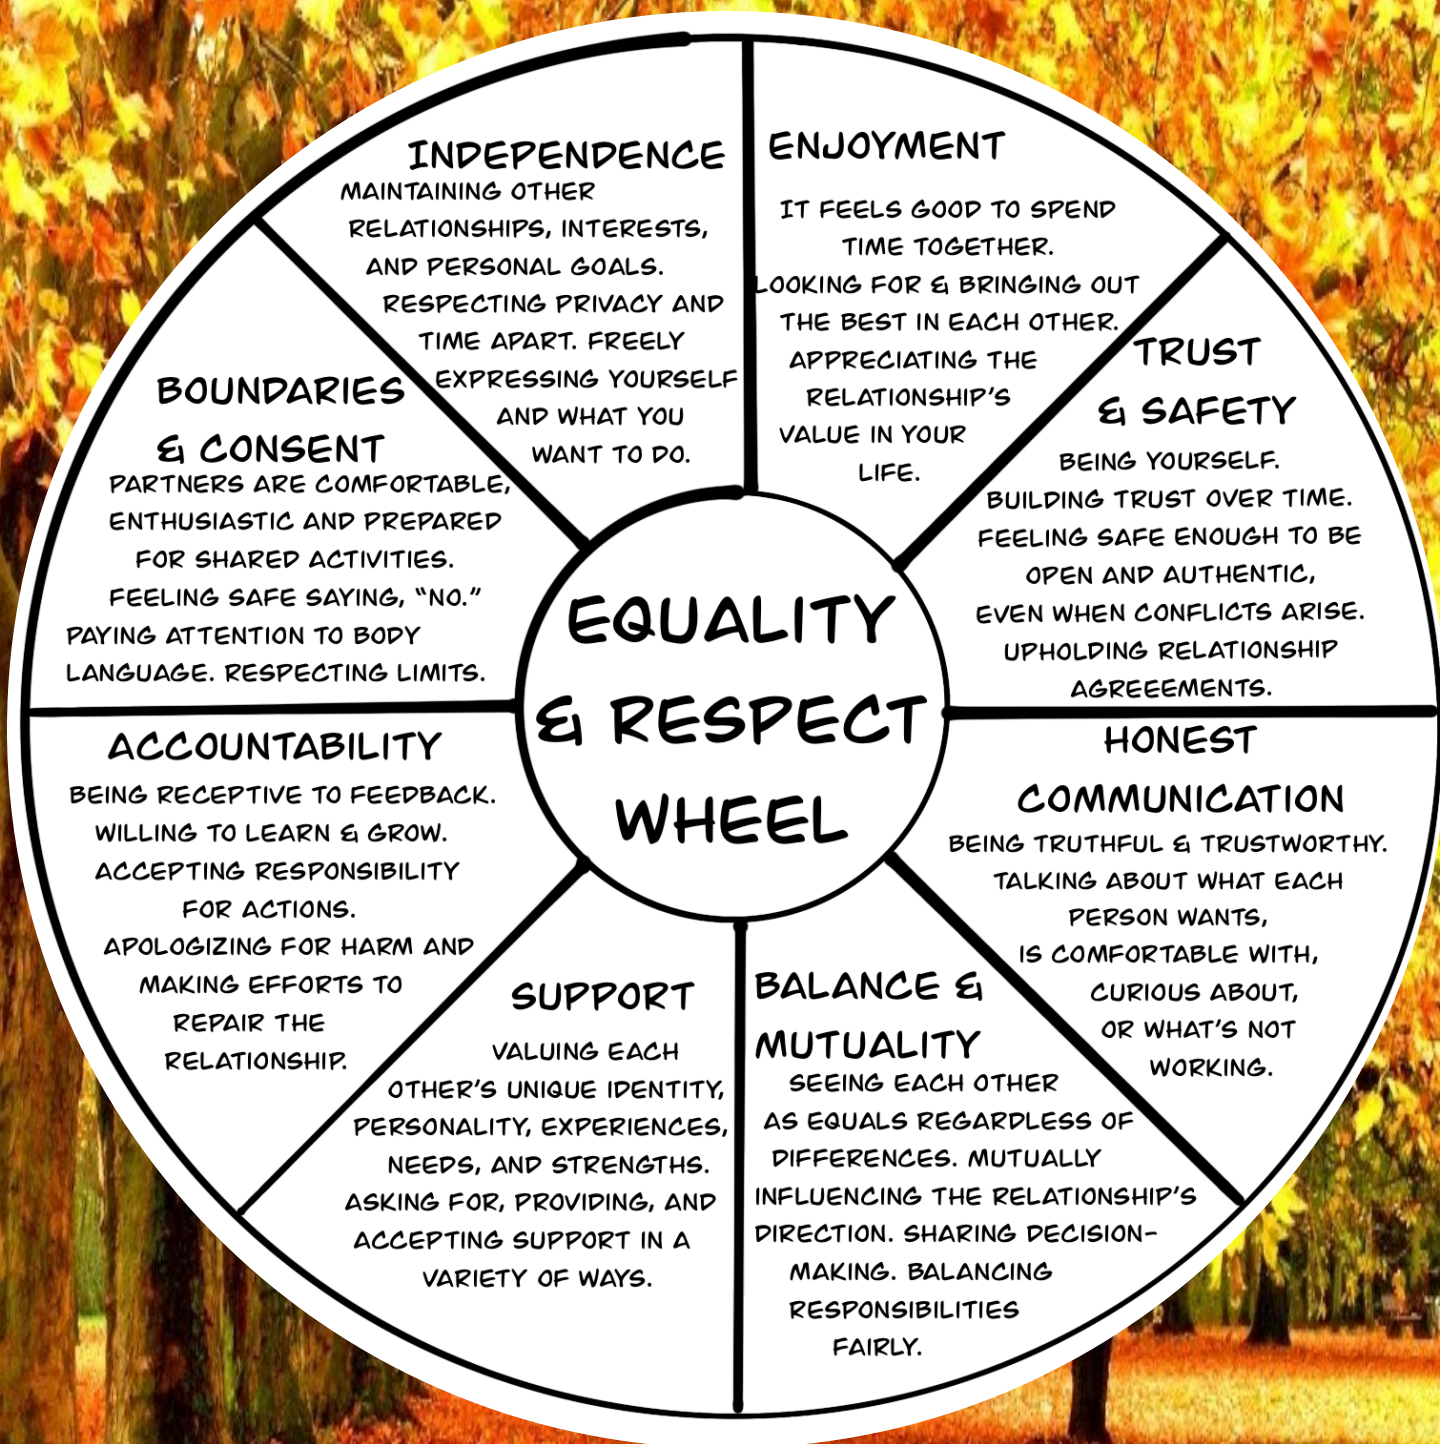 INDEPENDENCE
MAINTAINING OTHER
RELATIONSHIPS, INTERESTS,
AND PERSONAL GOALS.
RESPECTING PRIVACY AND
TIME APART. FREELY
EXPRESSING YOURSELF
AND WHAT YOU
WANT TO DO.
ENJOYMENT
IT FEELS GOOD TO SPEND
TIME TOGETHER.
LOOKING FOR & BRINGING OUT
THE BEST IN EACH OTHER.
APPRECIATING THE
RELATIONSHIP'S
VALUE IN YOUR
LIFE.
TRUST
& SAFETY
BEING YOURSELF.
BUILDING TRUST OVER TIME.
FEELING SAFE ENOUGH TO BE
OPEN AND AUTHENTIC,
EVEN WHEN CONFLICTS ARISE.
UPHOLDING RELATIONSHIP
AGREEEMENTS.
HONEST
COMMUNICATION
BEING TRUTHFUL & TRUSTWORTHY.
TALKING ABOUT WHAT EACH
PERSON WANTS,
IS COMFORTABLE WITH,
CURIOUS ABOUT,
OR WHAT'S NOT
WORKING.
BALANCE &
MUTUALITY
SEEING EACH OTHER
AS EQUALS REGARDLESS OF
DIFFERENCES. MUTUALLY
INFLUENCING THE RELATIONSHIP'S
DIRECTION. SHARING DECISION-
MAKING. BALANCING
RESPONSIBILITIES
FAIRLY.
SUPPORT
VALUING EACH
OTHER'S UNIQUE IDENTITY,
PERSONALITY, EXPERIENCES,
NEEDS, AND STRENGTHS.
ASKING FOR, PROVIDING, AND
ACCEPTING SUPPORT IN A
VARIETY OF WAYS.
ACCOUNTABILITY
BEING RECEPTIVE TO FEEDBACK.
WILLING TO LEARN & GROW.
ACCEPTING RESPONSIBILITY
FOR ACTIONS.
APOLOGIZING FOR HARM AND
MAKING EFFORTS TO
REPAIR THE
RELATIONSHIP.
BOUNDARIES
& CONSENT
PARTNERS ARE COMFORTABLE,
ENTHUSIASTIC AND PREPARED
FOR SHARED ACTIVITIES.
FEELING SAFE SAYING, "NO."
PAYING ATTENTION TO BODY
LANGUAGE. RESPECTING LIMITS.
EQUALITY
& RESPECT
WHEEL